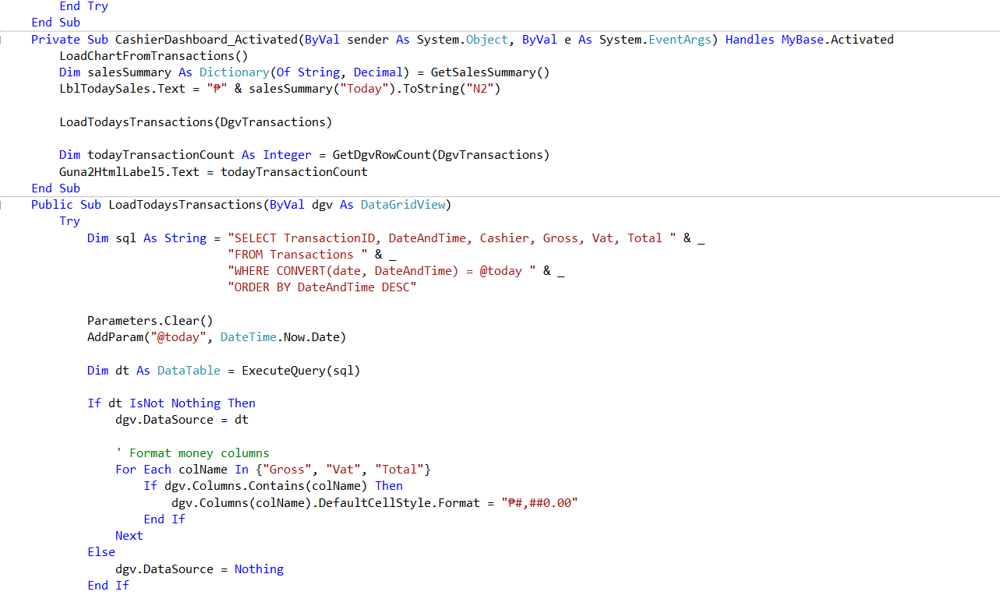 End Try
    End Sub
    Private Sub CashierDashboard_Activated(ByVal sender As System.Object, ByVal e As System.EventArgs) Handles MyBase.Activated
        LoadChartFromTransactions()
        Dim salesSummary As Dictionary(Of String, Decimal) = GetSalesSummary()
        LblTodaySales.Text = "₱" & salesSummary("Today").ToString("N2")

        LoadTodaysTransactions(DgvTransactions)

        Dim todayTransactionCount As Integer = GetDgvRowCount(DgvTransactions)
        Guna2HtmlLabel5.Text = todayTransactionCount
    End Sub
    Public Sub LoadTodaysTransactions(ByVal dgv As DataGridView)
        Try
            Dim sql As String = "SELECT TransactionID, DateAndTime, Cashier, Gross, Vat, Total " & _
                                "FROM Transactions " & _
                                "WHERE CONVERT(date, DateAndTime) = @today " & _
                                "ORDER BY DateAndTime DESC"

            Parameters.Clear()
            AddParam("@today", DateTime.Now.Date)

            Dim dt As DataTable = ExecuteQuery(sql)

            If dt IsNot Nothing Then
                dgv.DataSource = dt

                ' Format money columns
                For Each colName In {"Gross", "Vat", "Total"}
                    If dgv.Columns.Contains(colName) Then
                        dgv.Columns(colName).DefaultCellStyle.Format = "₱#,##0.00"
                    End If
                Next
            Else
                dgv.DataSource = Nothing
            End If